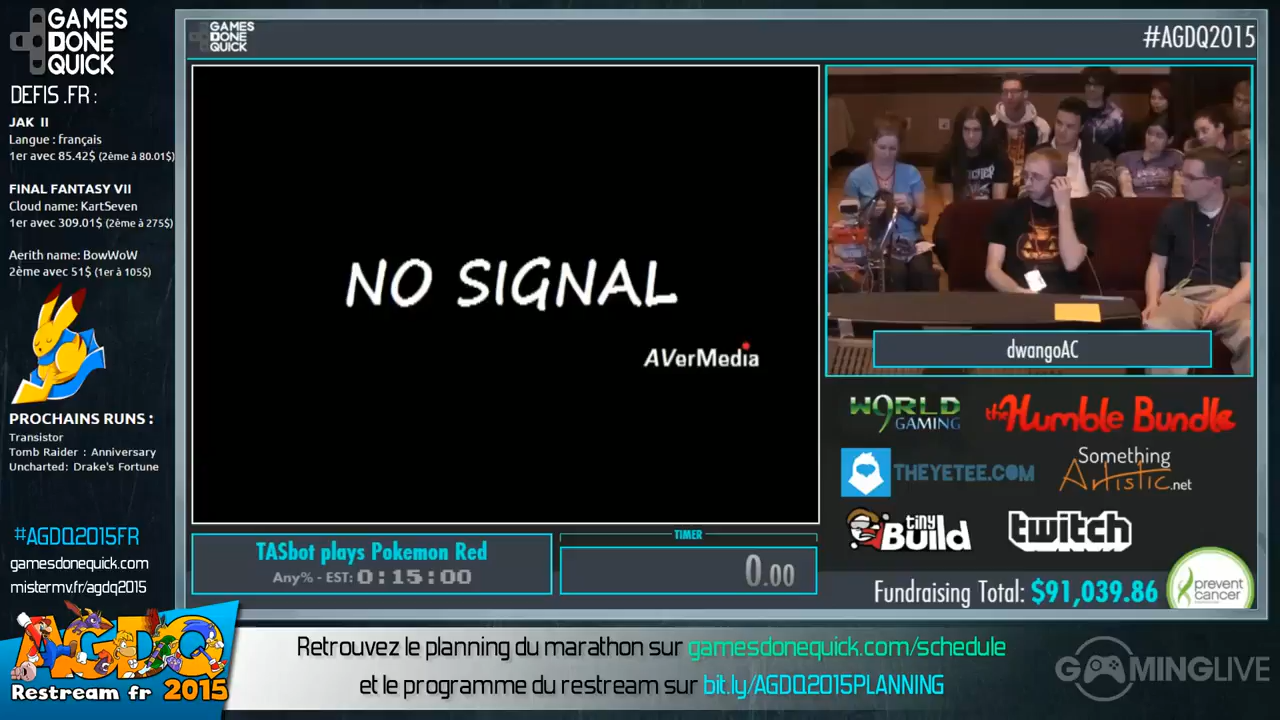 GAMES
DONE
QUICK
DEFIS .FR :
JAK II
Langue : français
1er avec 85.42$ (2ème à 80.01$)
FINAL FANTASY VII
Cloud name: KartSeven
1er avec 309.01$ (2ème à 275$)
Aerith name: BowWoW
2ème avec 51$ (1er à 105$)
PROCHAINS RUNS :
Transistor
Tomb Raider : Anniversary
Uncharted: Drake's Fortune
#AGDQ2015FR
gamesdonequick.com
mistermv.fr/agdq2015
AGDQ
Restream fr 2015
GAMES
DONE
QUICK
#AGDQ2015
NO SIGNAL
AVerMedia
TASbot plays Pokemon Red
Any% - EST: 0:15:00
TIMER
0.00
dwangoAC
W9RLD
GAMING
the Humble Bundle
THEYETEE.COM
Something
Artistic.net
tiny
Build
twitch
Fundraising Total: $91,039.86
prevent
cancer
Retrouvez le planning du marathon sur gamesdonequick.com/schedule
et le programme du restream sur bit.ly/AGDQ2015PLANNING
GAMINGLIVE